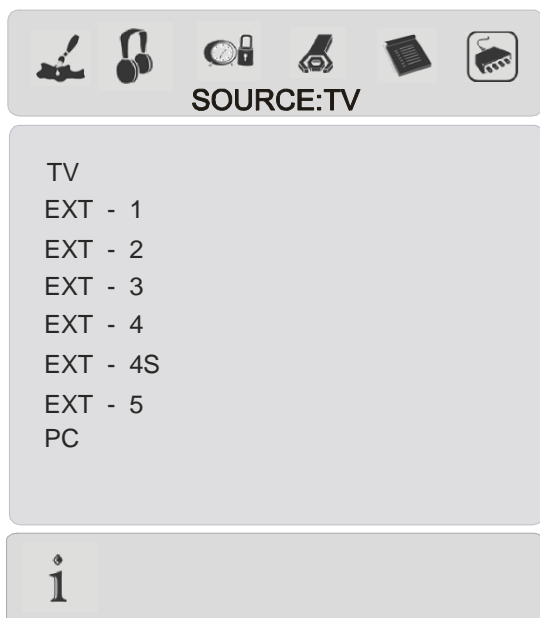 SOURCE:TV
TV
EXT - 1
EXT - 2
EXT - 3
EXT - 4
EXT - 4S
EXT - 5
PC
i